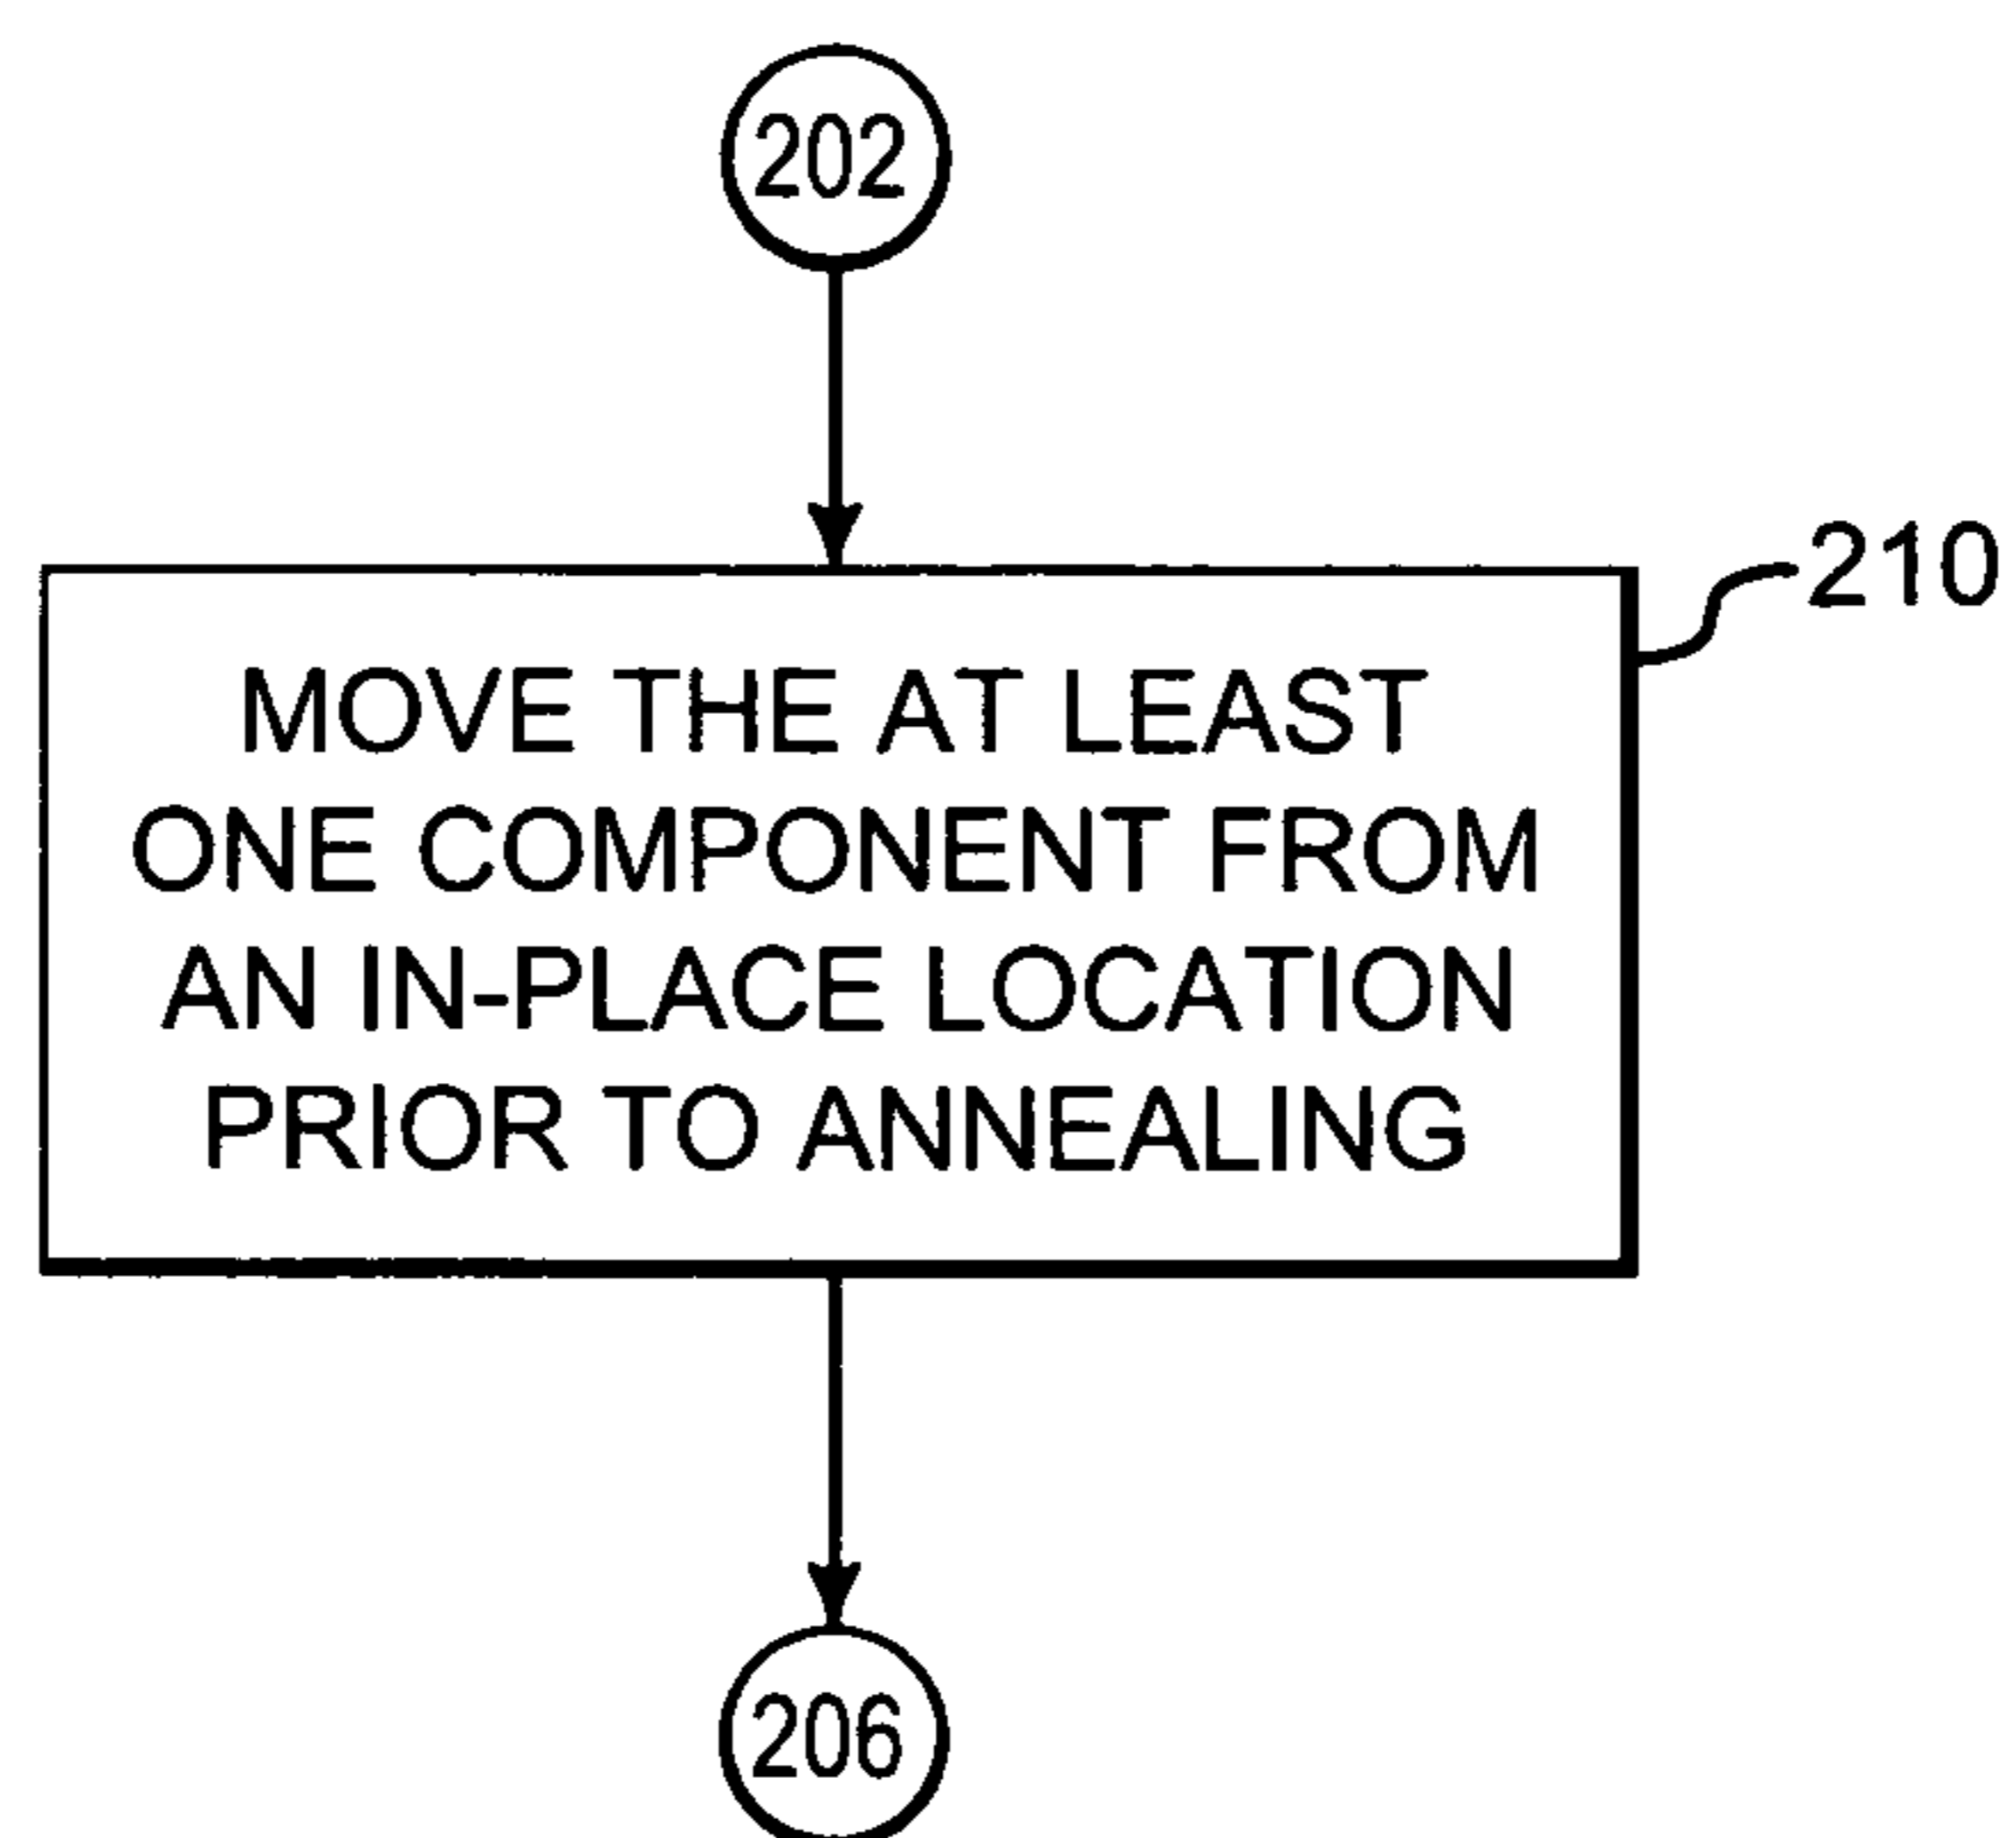 202
210
MOVE THE AT LEAST
ONE COMPONENT FROM
AN IN-PLACE LOCATION
PRIOR TO ANNEALING
206